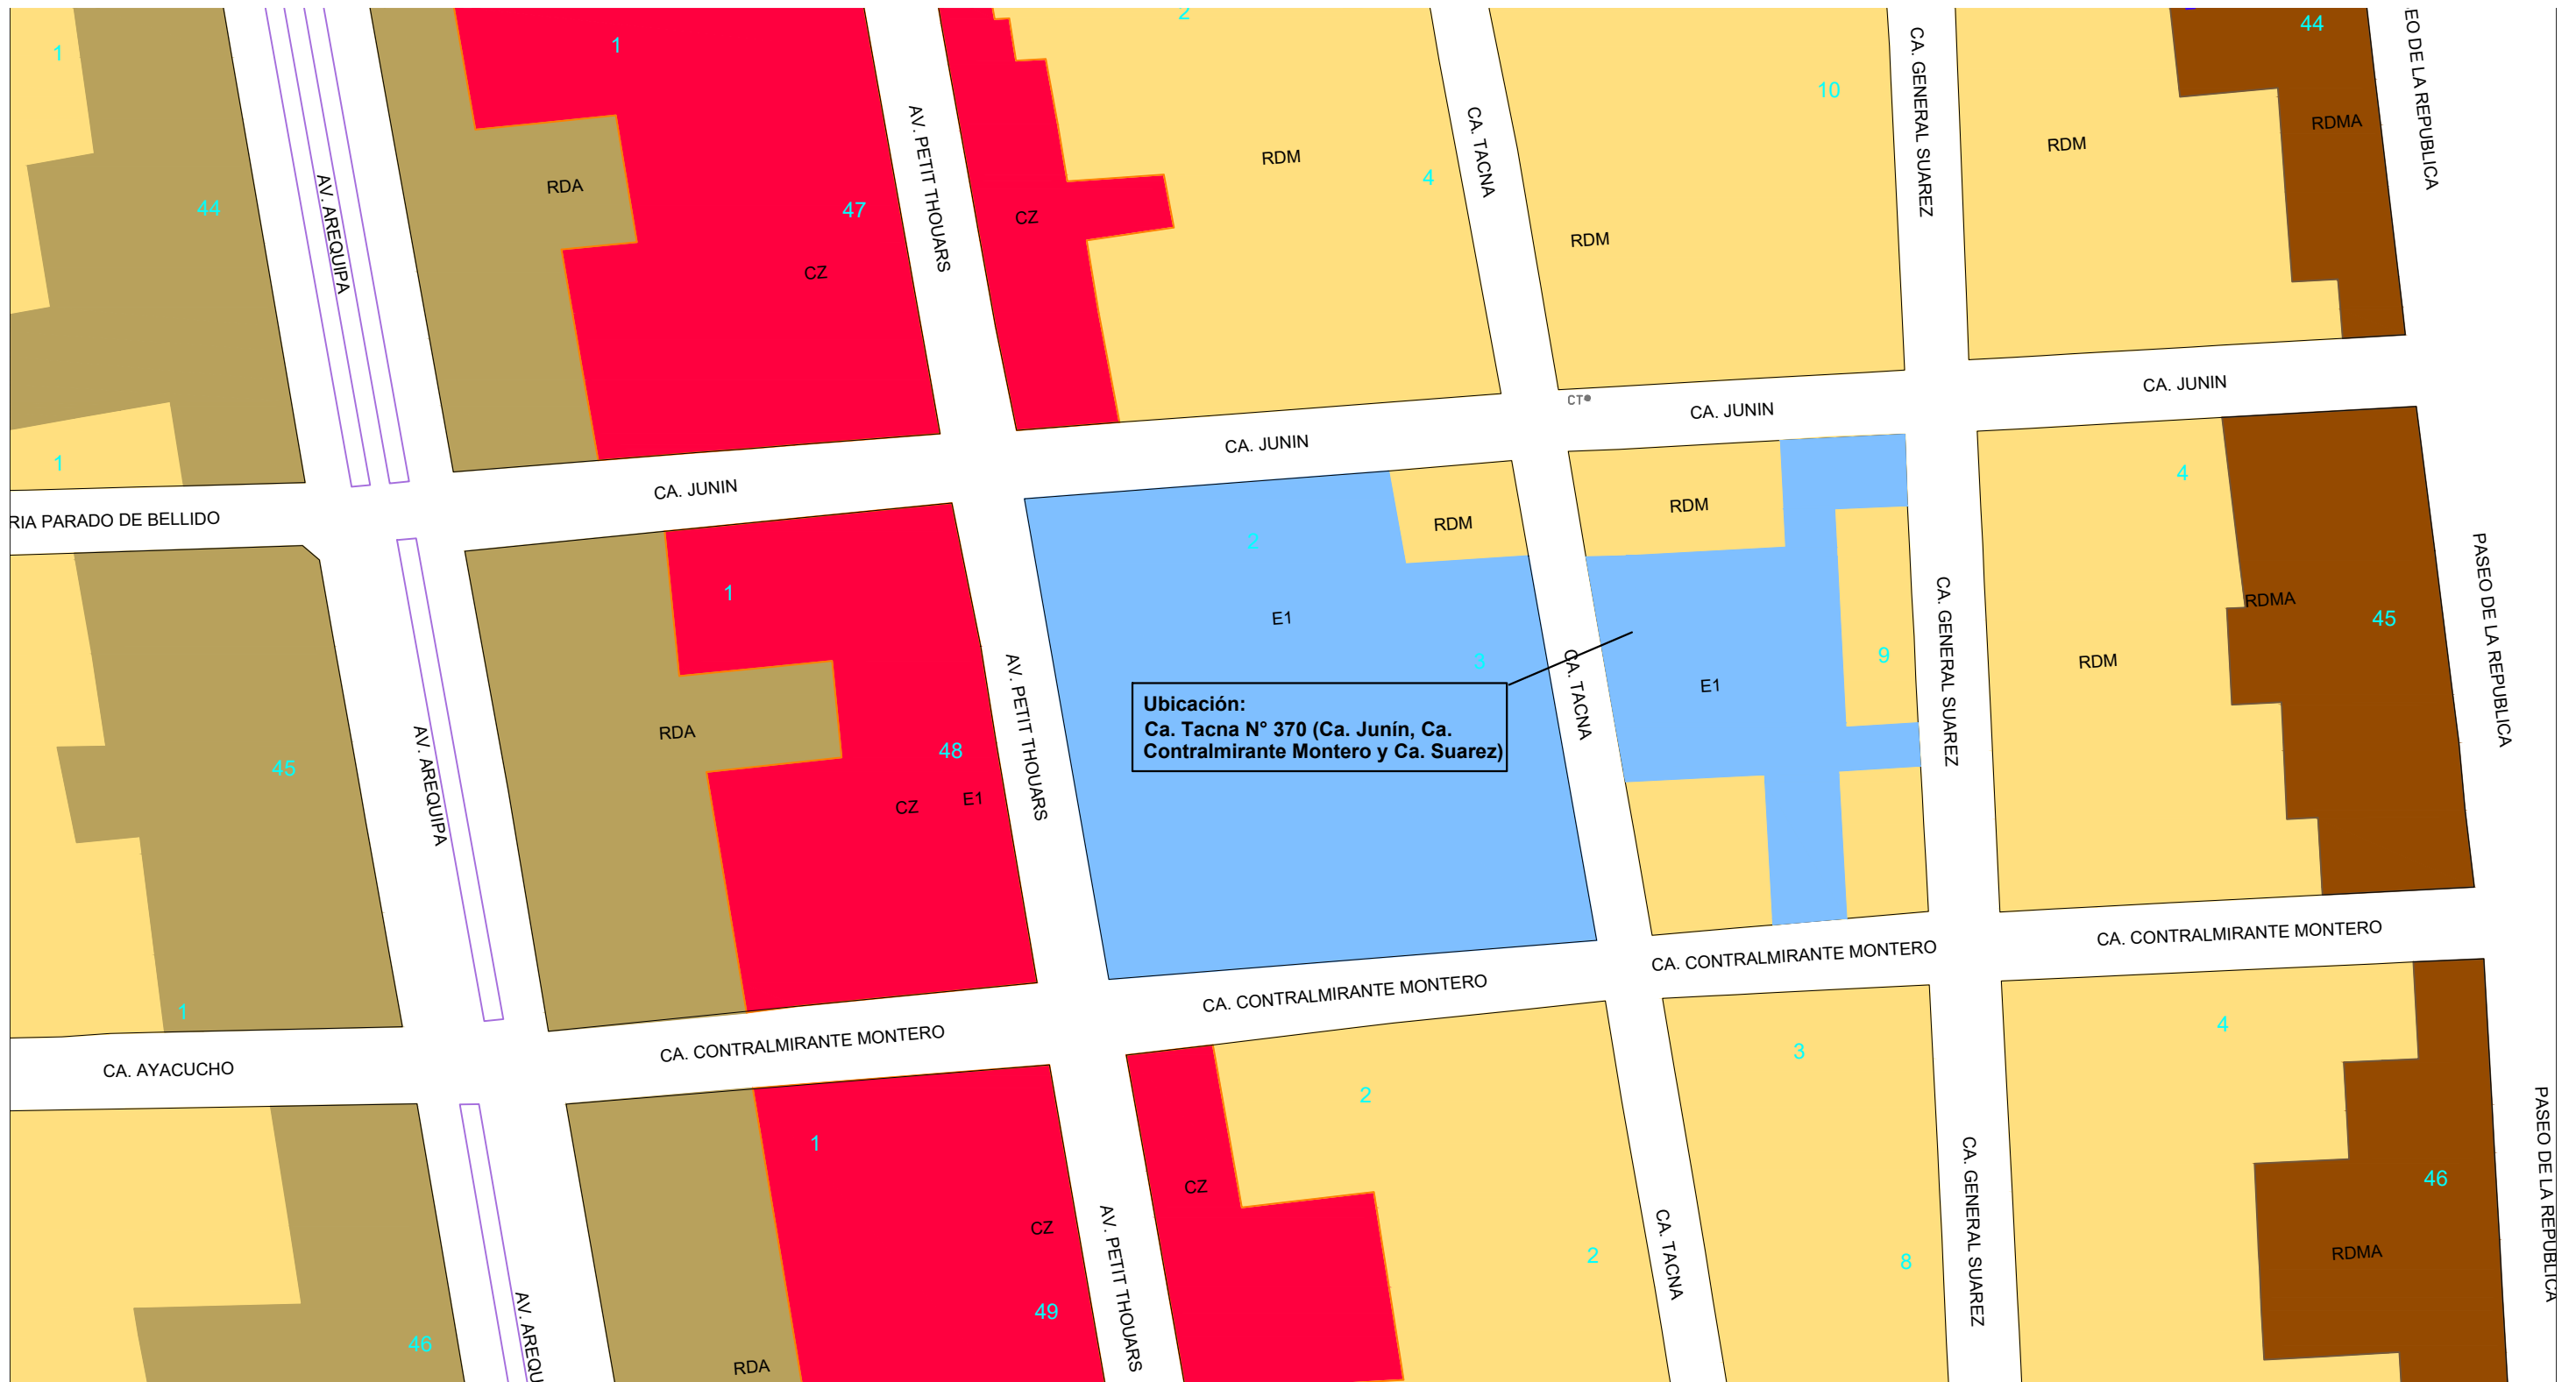 1
44
AV. AREQUIPA
1
1
47
RDA
CZ
AV. PETIT THOUARS
2
RDM
4
CZ
CA. TACNA
10
RDM
CA. GENERAL SUAREZ
RDM
44
RDMA
EO DE LA REPUBLICA
RIA PARADO DE BELLIDO
CA. JUNIN
CA. JUNIN
CT
CA. JUNIN
CA. JUNIN
45
1
AV. AREQUIPA
1
RDA
48
CZ
E1
AV. PETIT THOUARS
2
RDM
E1
3
Ubicación:
Ca. Tacna N° 370 (Ca. Junín, Ca.
Contralmirante Montero y Ca. Suarez)
CA. TACNA
RDM
9
E1
CA. GENERAL SUAREZ
4
RDMA
45
RDM
PASEO DE LA REPUBLICA
CA. AYACUCHO
CA. CONTRALMIRANTE MONTERO
CA. CONTRALMIRANTE MONTERO
CA. CONTRALMIRANTE MONTERO
CA. CONTRALMIRANTE MONTERO
46
AV. AREQU
1
CZ
49
RDA
AV. PETIT THOUARS
2
CZ
2
CA. TACNA
3
8
CA. GENERAL SUAREZ
4
46
RDMA
PASEO DE LA REPUBLICA